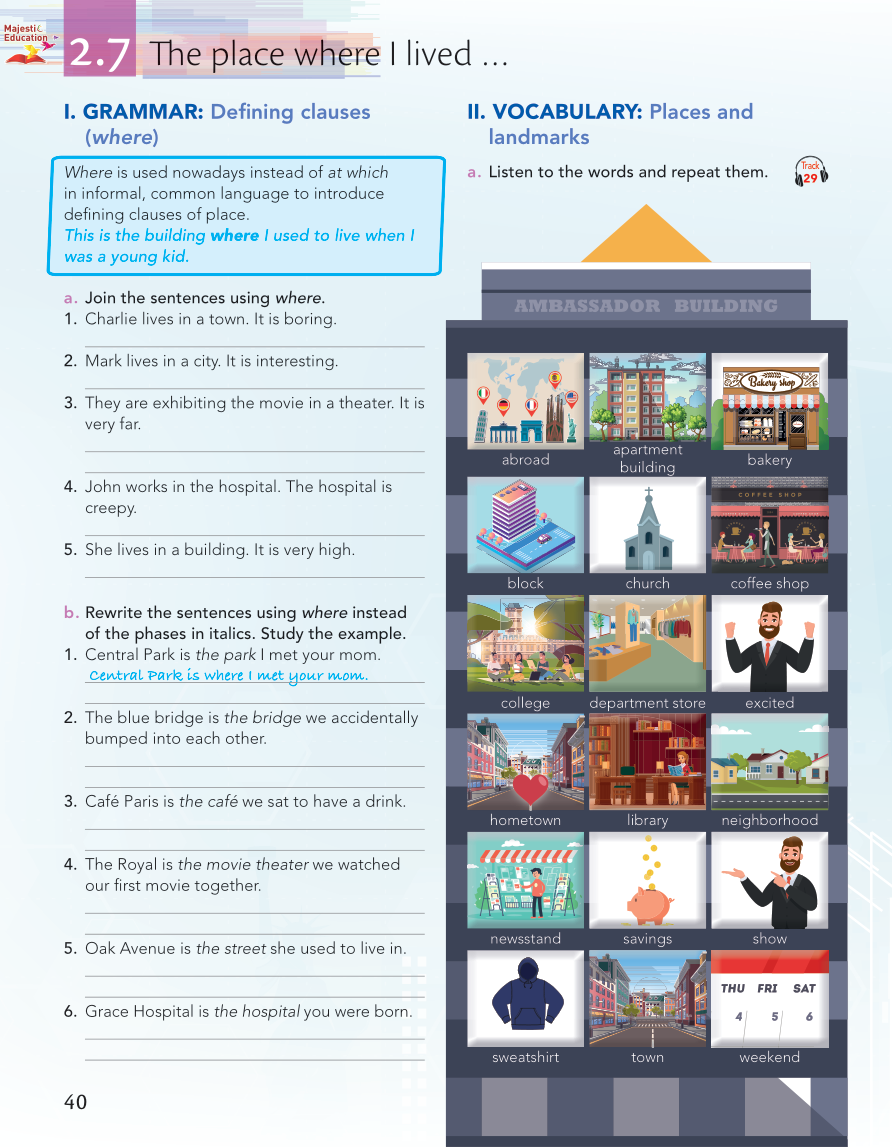 Majesti
Education
2.7 The place where I lived ...
I. GRAMMAR: Defining clauses
(where)
Where is used nowadays instead of at which
in informal, common language to introduce
defining clauses of place.
This is the building where I used to live when I
was a young kid.
a. Join the sentences using where.
1. Charlie lives in a town. It is boring.
2. Mark lives in a city. It is interesting.
3. They are exhibiting the movie in a theater. It is
very far.
4. John works in the hospital. The hospital is
creepy.
5. She lives in a building. It is very high.
b. Rewrite the sentences using where instead
of the phases in italics. Study the example.
1. Central Park is the park I met your mom.
Central Park is where I met your mom.
2. The blue bridge is the bridge we accidentally
bumped into each other.
3. Café Paris is the café we sat to have a drink.
4. The Royal is the movie theater we watched
our first movie together.
5. Oak Avenue is the street she used to live in.
6. Grace Hospital is the hospital you were born.
40
II. VOCABULARY: Places and
landmarks
a. Listen to the words and repeat them.
Track
29
AMBASSADOR BUILDING
Bakery shop
abroad
apartment
building
bakery
COFFEE SHOP
block
church
coffee shop
college
department store
excited
hometown
library
neighborhood
newsstand
savings
show
THU FRI SAT
4 5 6
sweatshirt
town
weekend